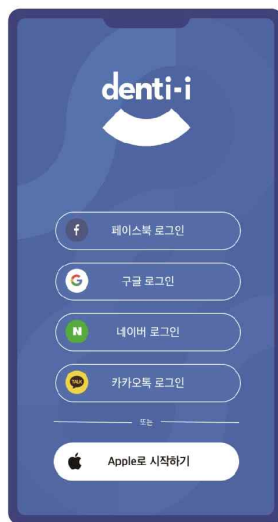 denti-i
f 페이스북 로그인
G 구글 로그인
N 네이버 로그인
TALK 카카오톡 로그인
또는
Apple로 시작하기